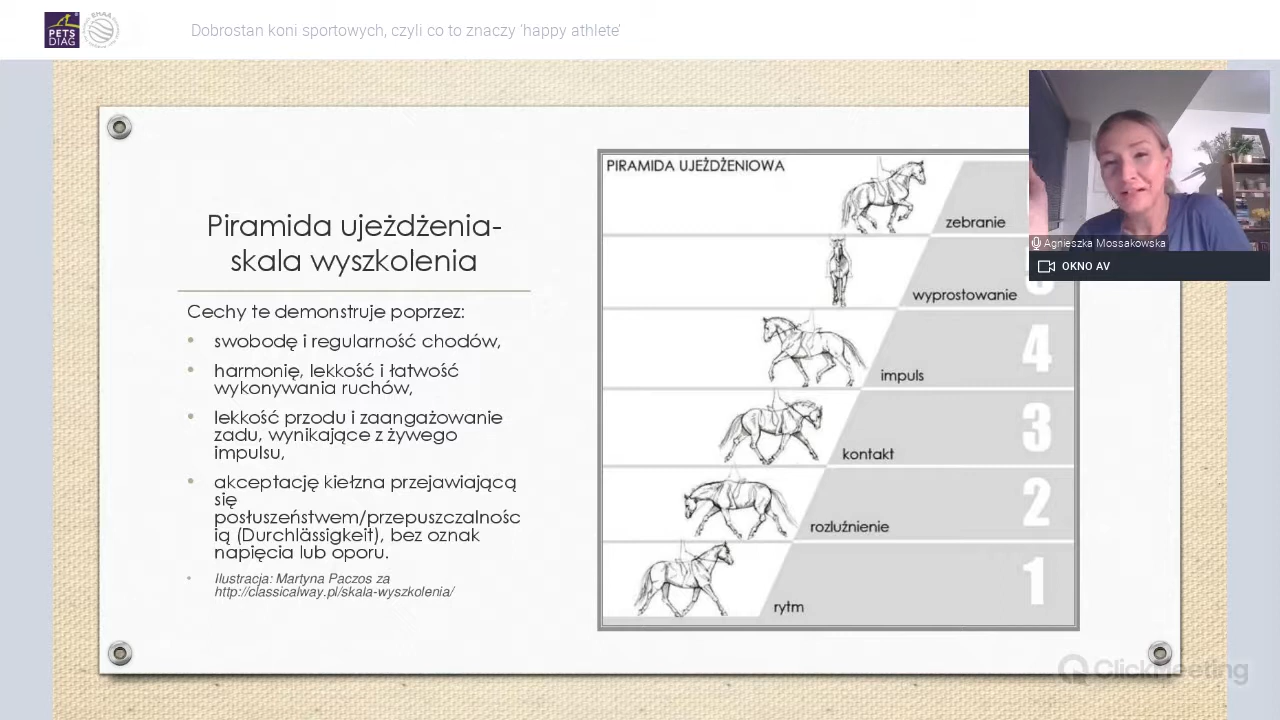 PETS
DIAG
Dobrostan koni sportowych, czyli co to znaczy 'happy athlete'
Piramida ujeżdżenia-
skala wyszkolenia
Cechy te demonstruje poprzez:
• swobodę i regularność chodów,
• harmonię, lekkość i łatwość
wykonywania ruchów,
• lekkość przodu i zaangażowanie
zadu, wynikające z żywego
impulsu,
• akceptację kiełzna przejawiającą
się
posłuszeństwem/przepuszczalnośc
ią (Durchlässigkeit), bez oznak
napięcia lub oporu.
• Ilustracja: Martyna Paczos za
http://classicalway.pl/skala-wyszkolenia/
PIRAMIDA UJEŻDŻENIOWA
zebranie
wyprostowanie
impuls
4
kontakt
3
rozluźnienie
2
rytm
1
Agnieszka Mossakowska
OKNO AV
ClickMeeting